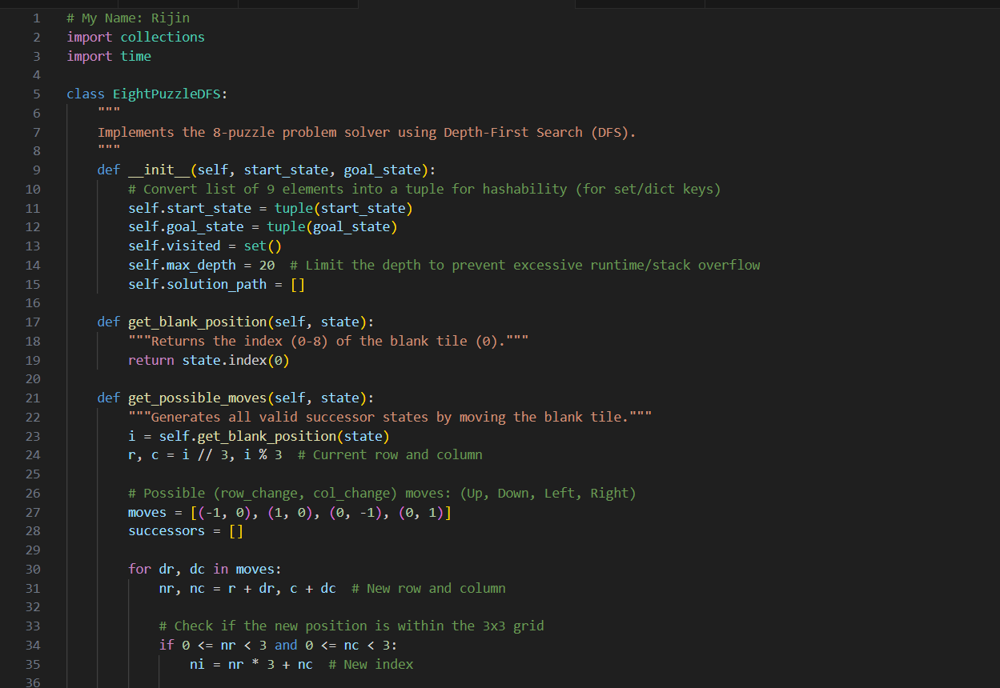 1 # My Name: Rijin
2 import collections
3 import time
4
5 class EightPuzzleDFS:
6     """
7     Implements the 8-puzzle problem solver using Depth-First Search (DFS).
8     """
9     def __init__(self, start_state, goal_state):
10         # Convert list of 9 elements into a tuple for hashability (for set/dict keys)
11         self.start_state = tuple(start_state)
12         self.goal_state = tuple(goal_state)
13         self.visited = set()
14         self.max_depth = 20  # Limit the depth to prevent excessive runtime/stack overflow
15         self.solution_path = []
16
17     def get_blank_position(self, state):
18         """Returns the index (0-8) of the blank tile (0)."""
19         return state.index(0)
20
21     def get_possible_moves(self, state):
22         """Generates all valid successor states by moving the blank tile."""
23         i = self.get_blank_position(state)
24         r, c = i // 3, i % 3  # Current row and column
25
26         # Possible (row_change, col_change) moves: (Up, Down, Left, Right)
27         moves = [(-1, 0), (1, 0), (0, -1), (0, 1)]
28         successors = []
29
30         for dr, dc in moves:
31             nr, nc = r + dr, c + dc  # New row and column
32
33             # Check if the new position is within the 3x3 grid
34             if 0 <= nr < 3 and 0 <= nc < 3:
35                 ni = nr * 3 + nc  # New index
36